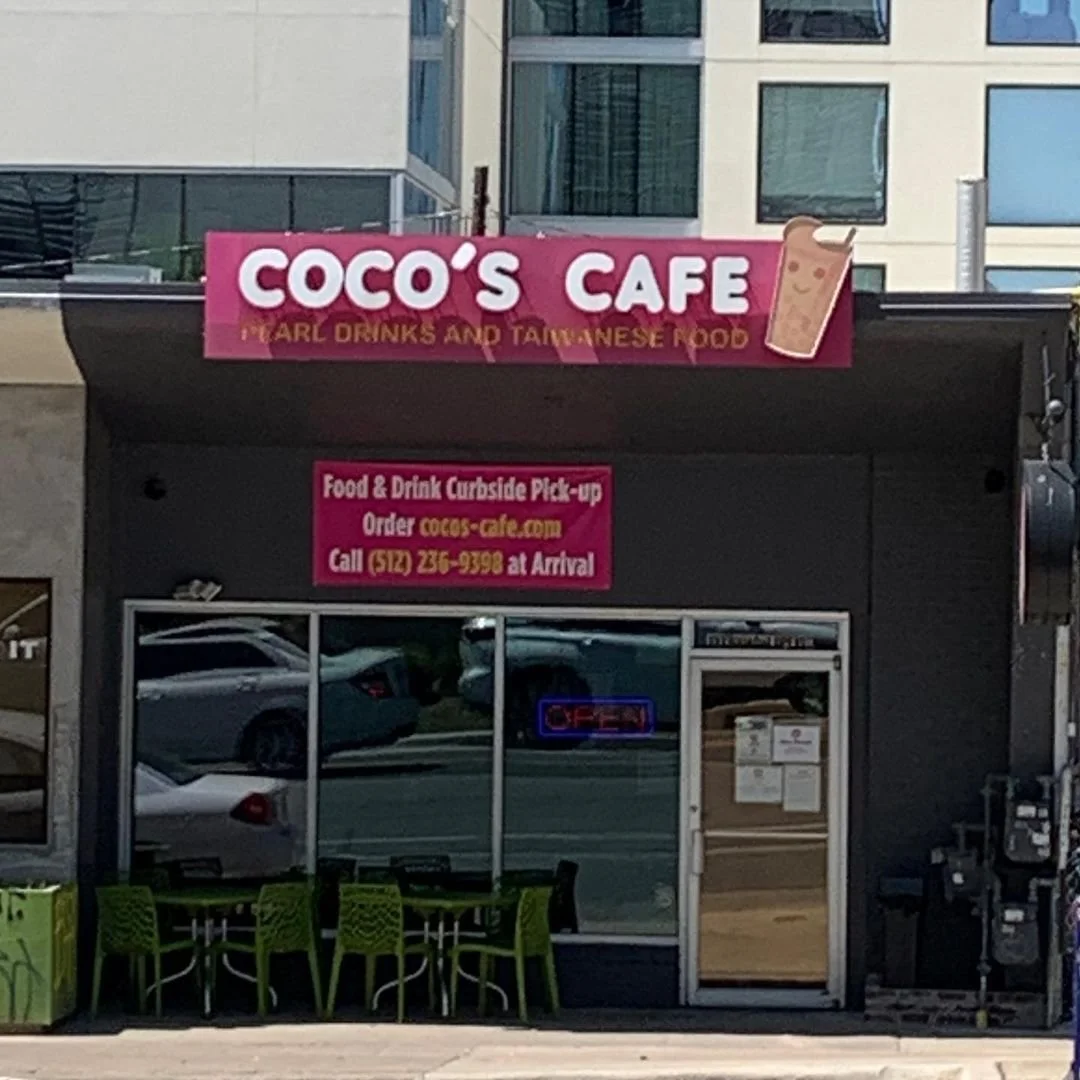 COCO'S CAFE
PEARL DRINKS AND TAIWANESE FOOD
Food & Drink Curbside Pick-up
Order cocos-cafe.com
Call (512) 236-9398 at Arrival
IT
OPEN